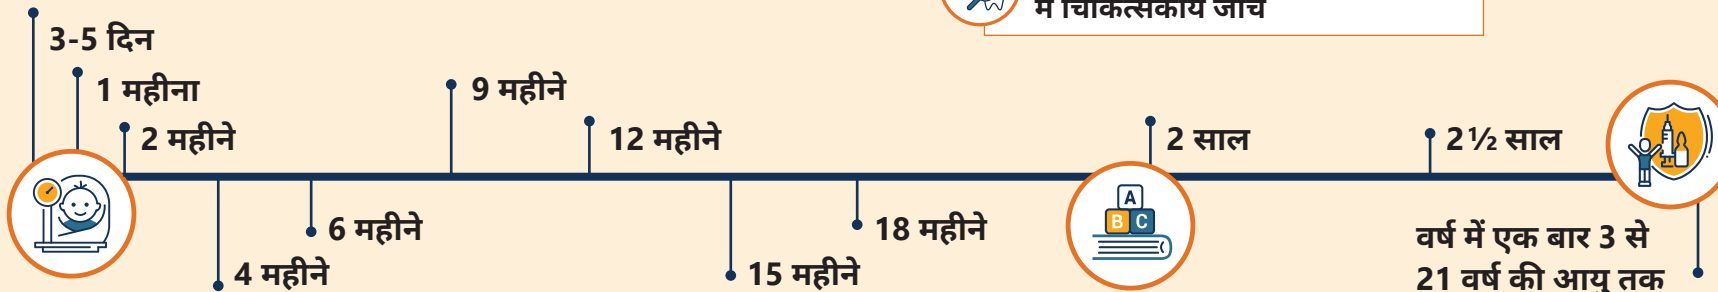 में चिकित्सकीय जांच
3-5 दिन
1 महीना
2 महीने
4 महीने
6 महीने
9 महीने
12 महीने
15 महीने
18 महीने
A
B C
2 साल
2½ साल
वर्ष में एक बार 3 से
21 वर्ष की आयु तक